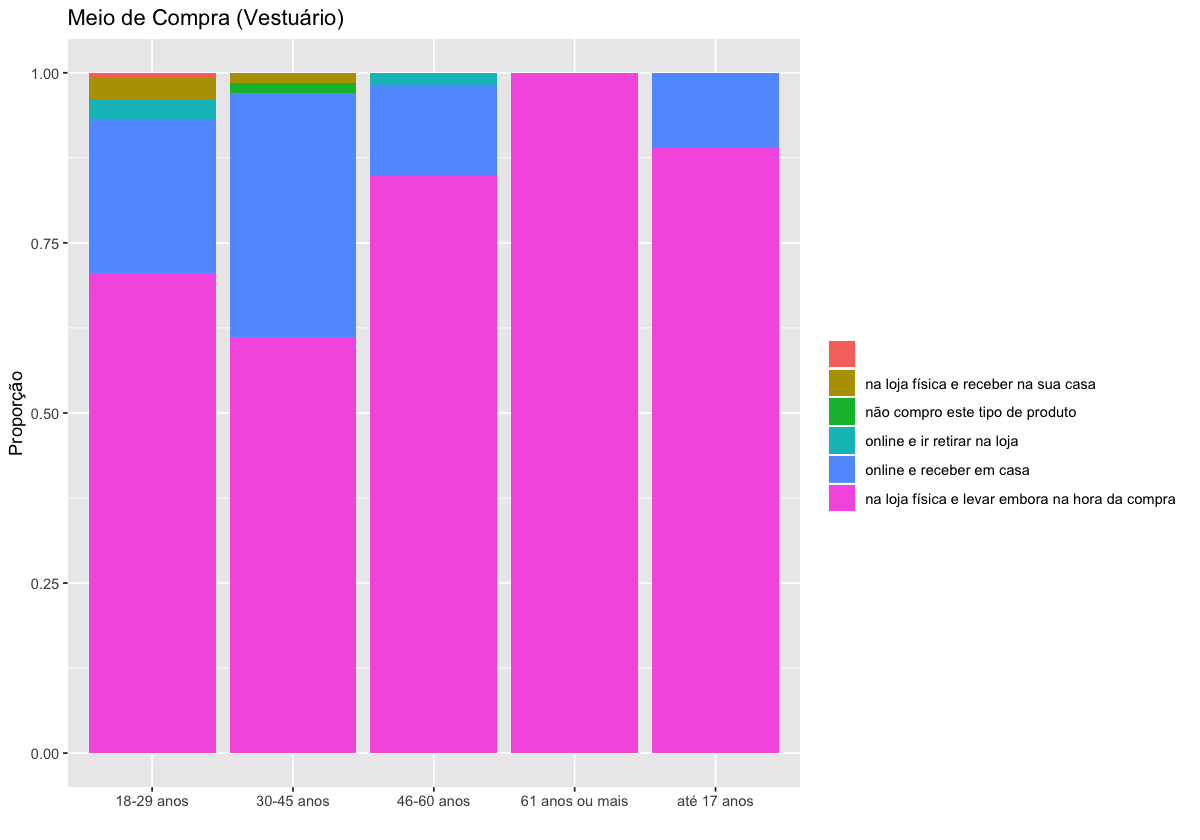 Meio de Compra (Vestuário)
Proporção
1.00
0.75
0.50
0.25
0.00
18-29 anos
30-45 anos
46-60 anos
61 anos ou mais
até 17 anos
na loja física e receber na sua casa
não compro este tipo de produto
online e ir retirar na loja
online e receber em casa
na loja física e levar embora na hora da compra